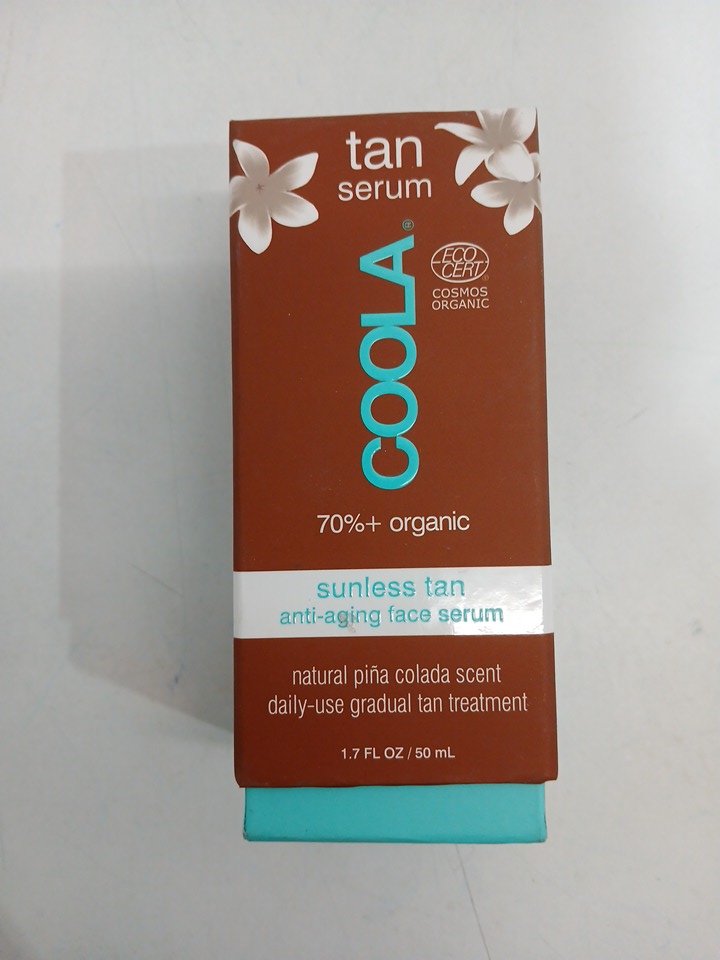 tan
serum
COOLA®
ECO
CERT
COSMOS
ORGANIC
70%+ organic
sunless tan
anti-aging face serum
natural piña colada scent
daily-use gradual tan treatment
1.7 FL OZ / 50 mL